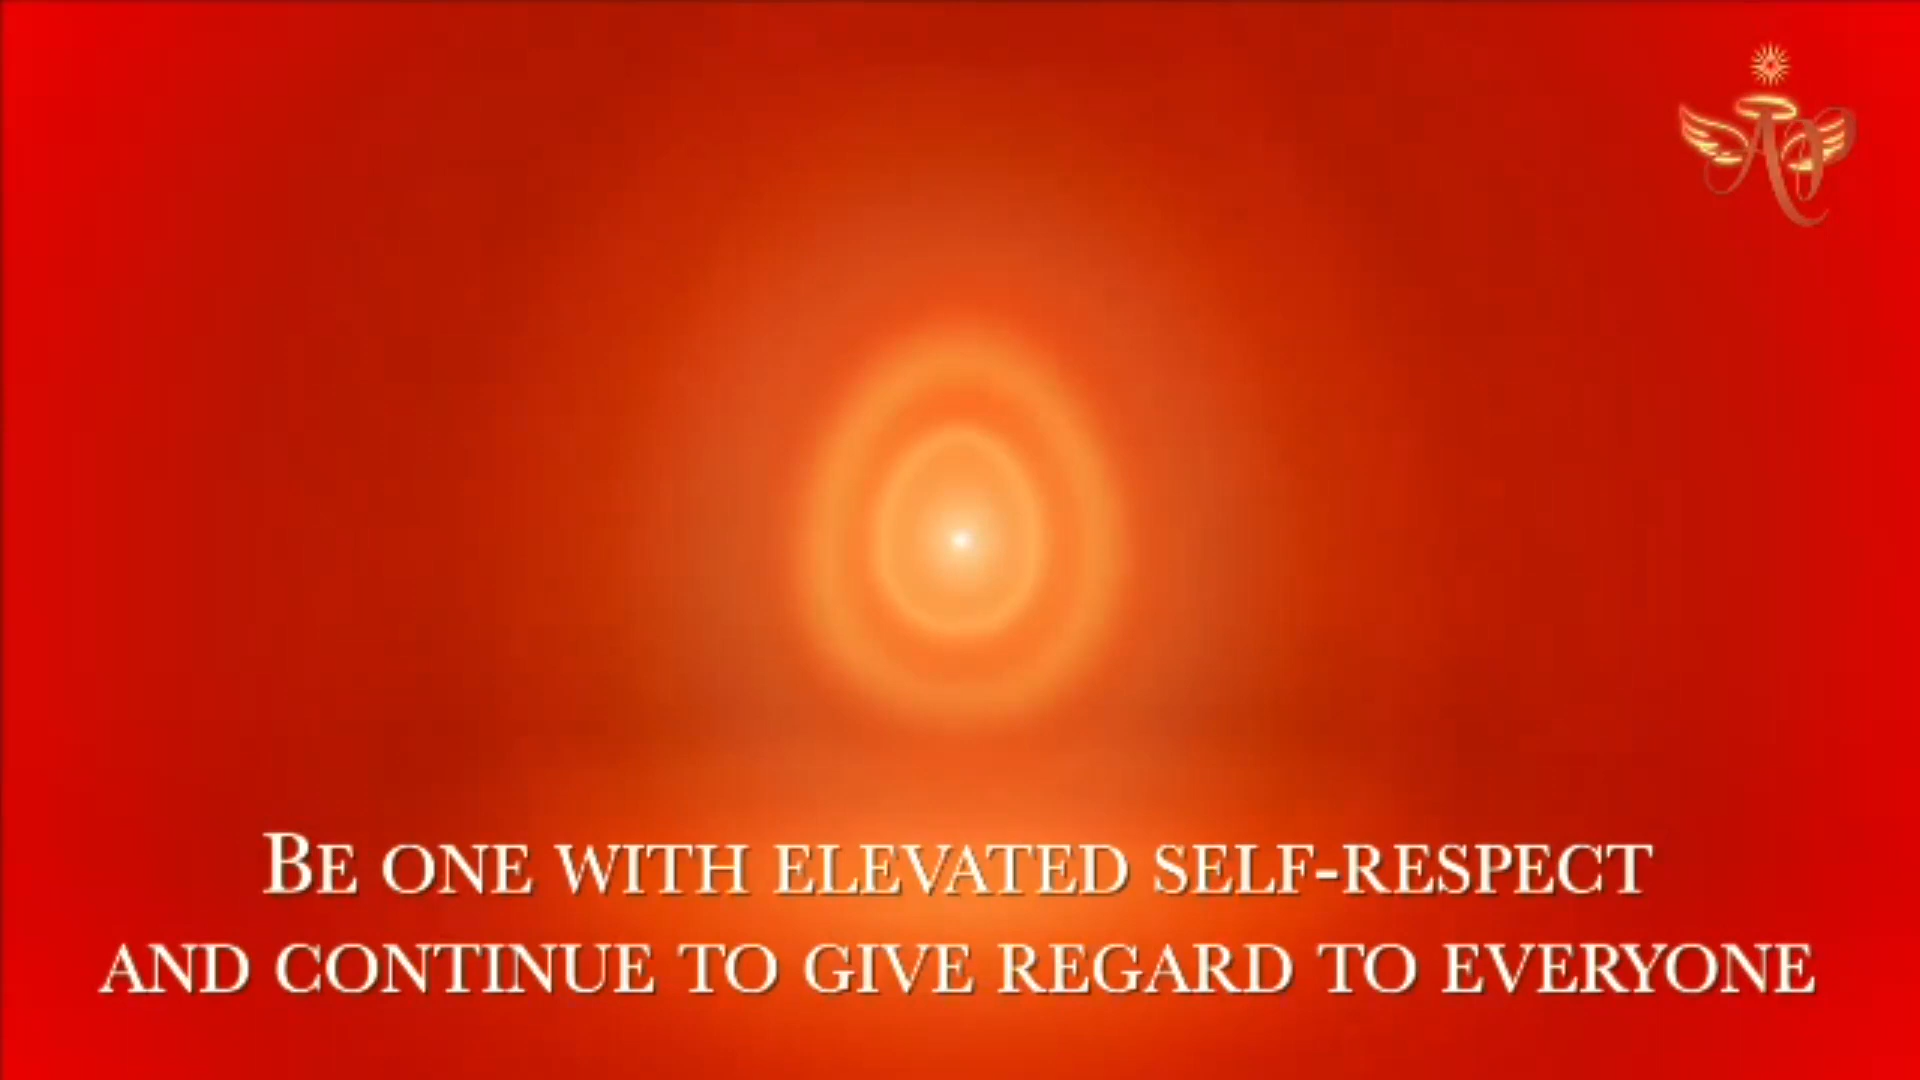 BE ONE WITH ELEVATED SELF-RESPECT
AND CONTINUE TO GIVE REGARD TO EVERYONE